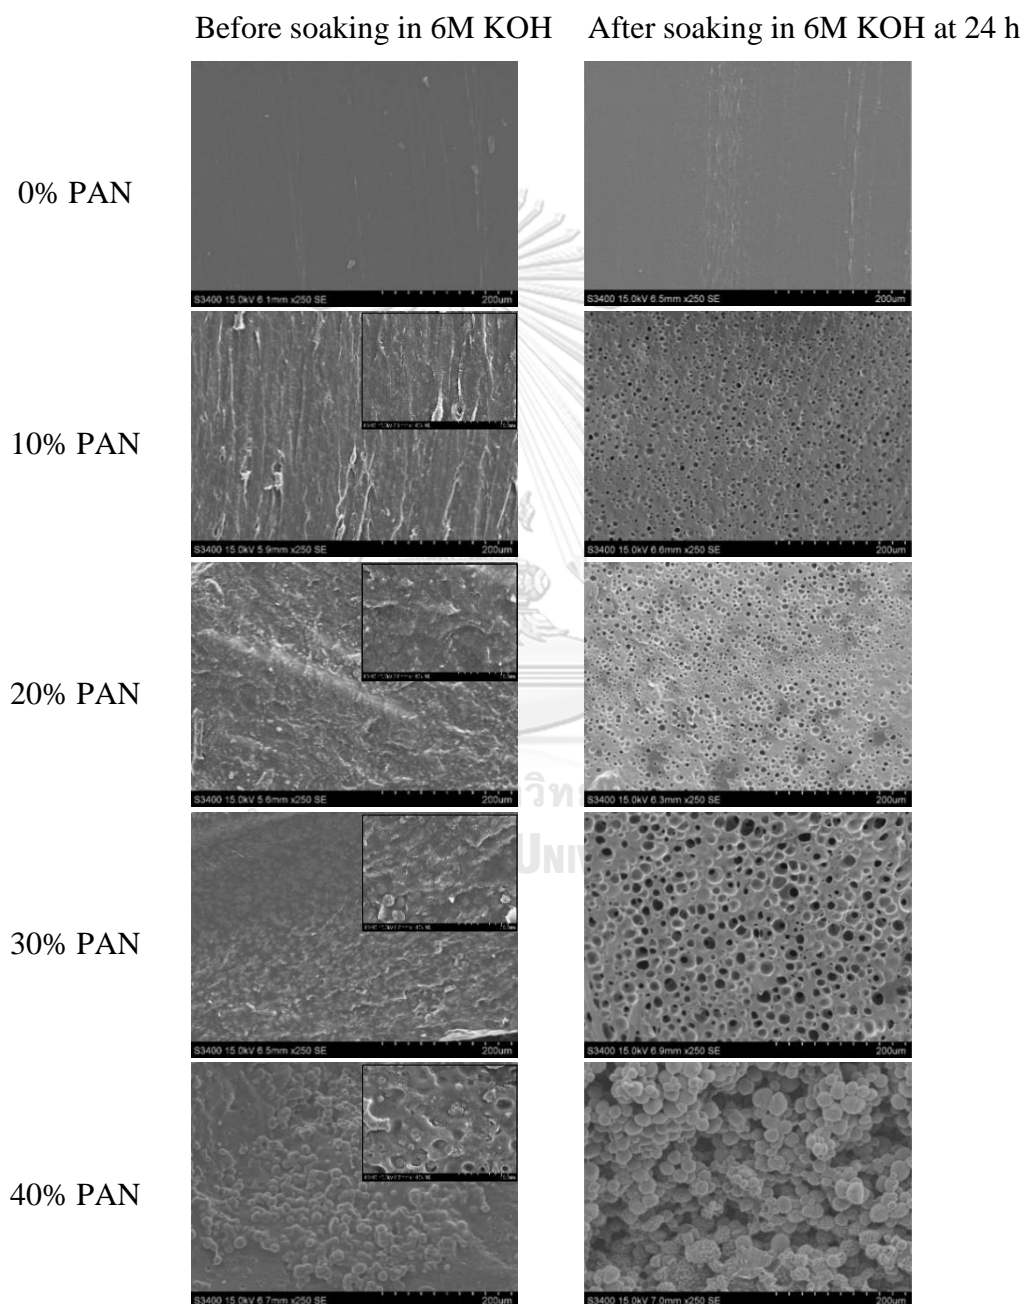 Before soaking in 6M KOH After soaking in 6M KOH at 24 h
0% PAN
S3400 15.0kV 6.1mm x250 SE 200um
S3400 15.0kV 6.5mm x250 SE 200um
10% PAN
S3400 15.0kV 5.9mm x250 SE 200um
S3400 15.0kV 6.6mm x250 SE 200um
20% PAN
S3400 15.0kV 5.6mm x250 SE 200um
S3400 15.0kV 6.3mm x250 SE 200um
UNIV
30% PAN
S3400 15.0kV 6.5mm x250 SE 200um
S3400 15.0kV 6.9mm x250 SE 200um
40% PAN
S3400 15.0kV 6.7mm x250 SE 200um
S3400 15.0kV 7.0mm x250 SE 200um